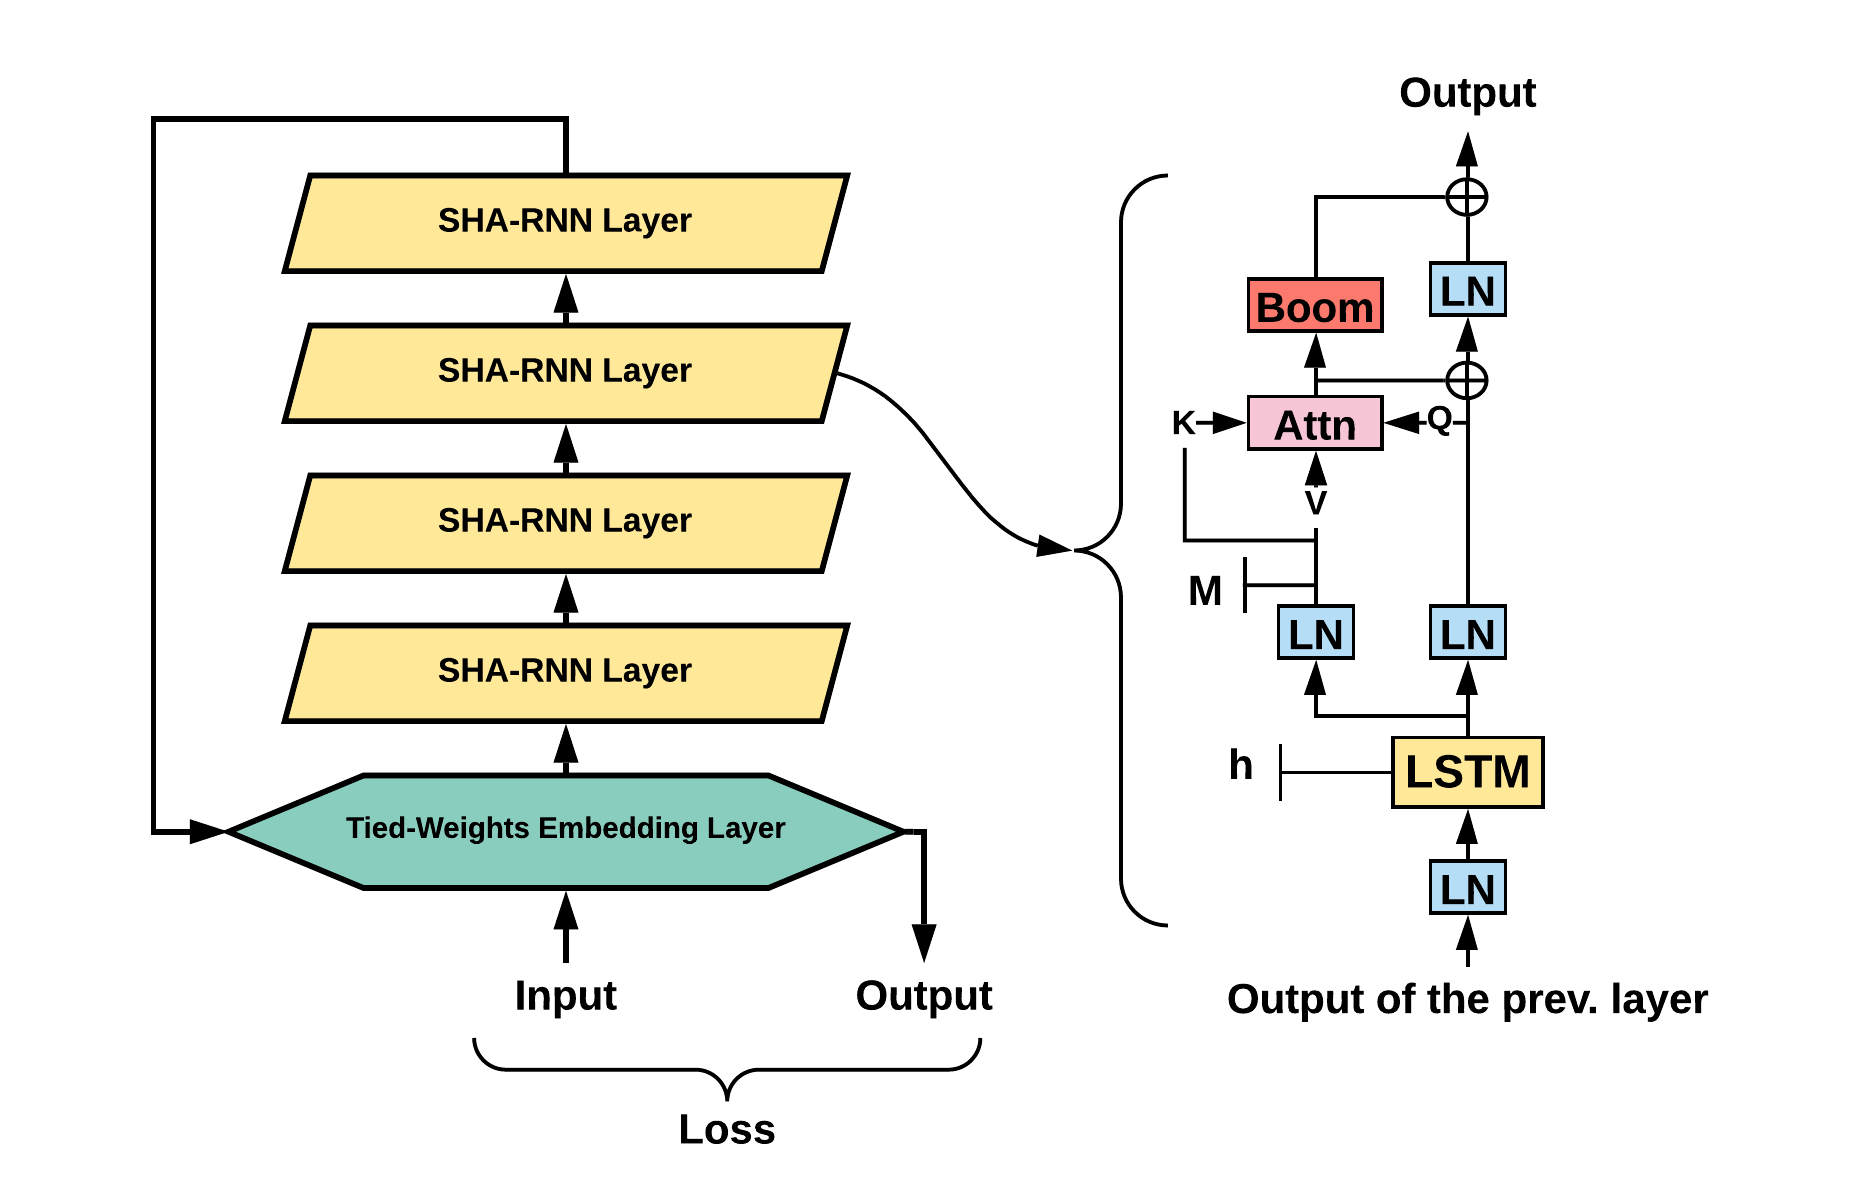 SHA-RNN Layer
SHA-RNN Layer
SHA-RNN Layer
SHA-RNN Layer
Tied-Weights Embedding Layer
Input
Output
Loss
Output
LN
Boom
K
Attn
Q
V
M
LN
LN
h
LSTM
LN
Output of the prev. layer